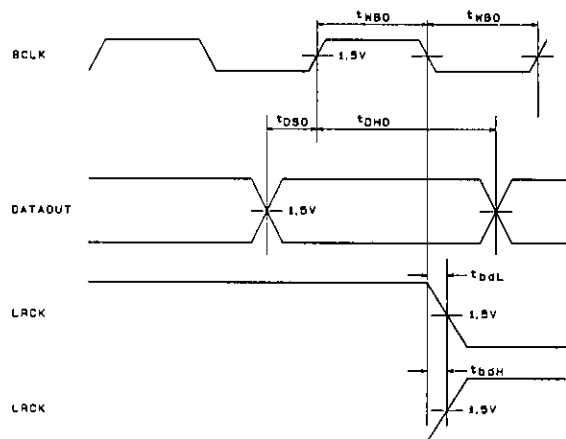 tWBO tWBO
BCLK 1.5V
tDSO tDHO
DATAOUT 1.5V
tbdL
LRCK 1.5V
tbdH
LRCK 1.5V